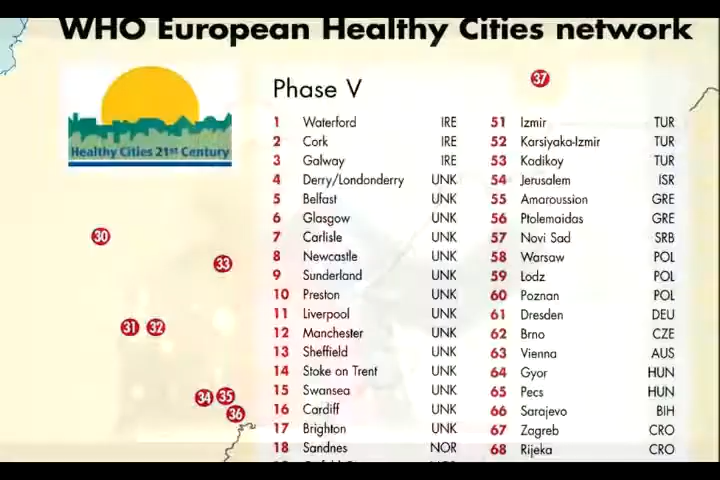 WHO European Healthy Cities network
Healthy Cities 21st Century
Phase V
37
1 Waterford IRE
2 Cork IRE
3 Galway IRE
4 Derry/Londonderry UNK
5 Belfast UNK
6 Glasgow UNK
7 Carlisle UNK
8 Newcastle UNK
9 Sunderland UNK
10 Preston UNK
11 Liverpool UNK
12 Manchester UNK
13 Sheffield UNK
14 Stoke on Trent UNK
15 Swansea UNK
16 Cardiff UNK
17 Brighton UNK
18 Sandnes NOR
51 Izmir TUR
52 Karsiyaka-Izmir TUR
53 Kadikoy TUR
54 Jerusalem ISR
55 Amaroussion GRE
56 Ptolemaidas GRE
57 Novi Sad SRB
58 Warsaw POL
59 Lodz POL
60 Poznan POL
61 Dresden DEU
62 Brno CZE
63 Vienna AUS
64 Gyor HUN
65 Pecs HUN
66 Sarajevo BIH
67 Zagreb CRO
68 Rijeka CRO
30
33
31 32
34 35
36